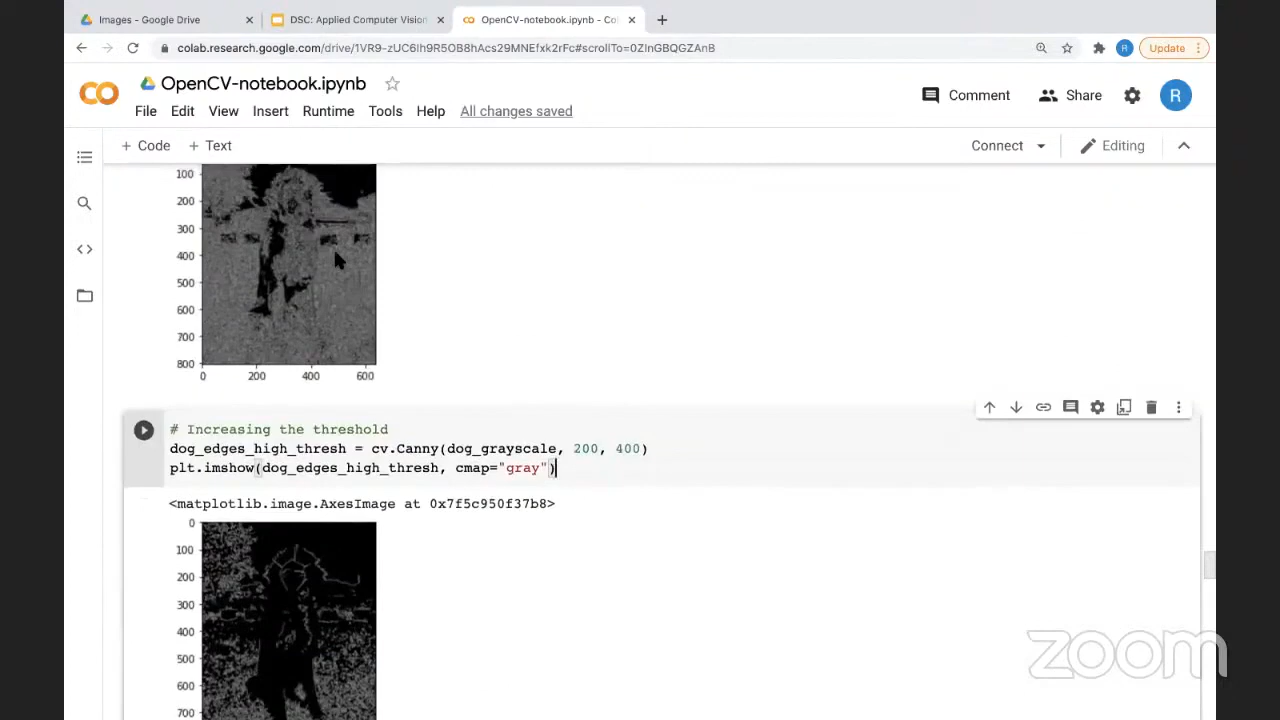 Images - Google Drive
DSC: Applied Computer Vision
OpenCV-notebook.ipynb - Co
colab.research.google.com/drive/1VR9-zUC6lh9R5OB8hAcs29MNEfxk2rFc#scrollTo=0ZlnGBQGZAnB
R
Update
OpenCV-notebook.ipynb
Comment
Share
R
File Edit View Insert Runtime Tools Help All changes saved
+ Code + Text
Connect
Editing
100
200
300
400
500
600
700
800
0 200 400 600
# Increasing the threshold
dog_edges_high_thresh = cv.Canny(dog_grayscale, 200, 400)
plt.imshow(dog_edges_high_thresh, cmap="gray")
<matplotlib.image.AxesImage at 0x7f5c950f37b8>
0
100
200
300
400
500
600
700
zoom